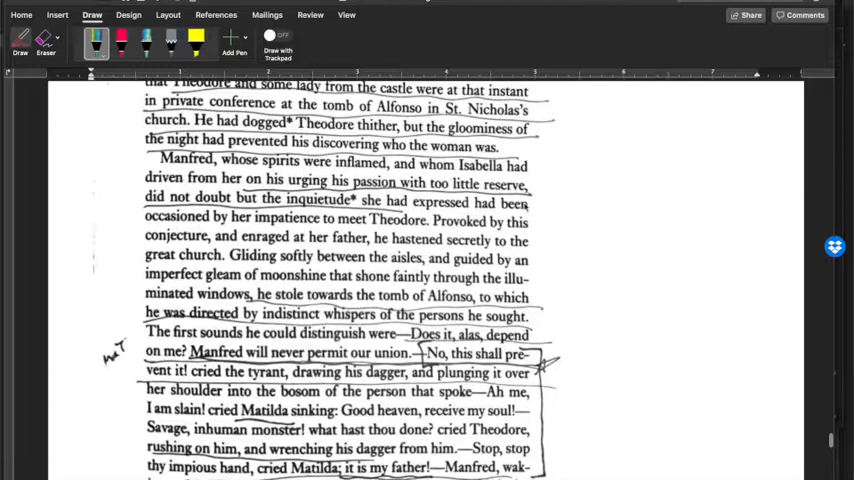 Home Insert Draw Design Layout References Mailings Review View Share Comments
Draw Eraser Add Pen OFF Draw with Trackpad
1 2 3 4 5 6 7
that Theodore and some lady from the castle were at that instant
in private conference at the tomb of Alfonso in St. Nicholas's
church. He had dogged* Theodore thither, but the gloominess of
the night had prevented his discovering who the woman was.
Manfred, whose spirits were inflamed, and whom Isabella had
driven from her on his urging his passion with too little reserve,
did not doubt but the inquietude* she had expressed had been
occasioned by her impatience to meet Theodore. Provoked by this
conjecture, and enraged at her father, he hastened secretly to the
great church. Gliding softly between the aisles, and guided by an
imperfect gleam of moonshine that shone faintly through the illu-
minated windows, he stole towards the tomb of Alfonso, to which
he was directed by indistinct whispers of the persons he sought.
The first sounds he could distinguish were—Does it, alas, depend
on me? Manfred will never permit our union.—No, this shall pre-
vent it! cried the tyrant, drawing his dagger, and plunging it over
her shoulder into the bosom of the person that spoke—Ah me,
I am slain! cried Matilda sinking: Good heaven, receive my soul!—
Savage, inhuman monster! what hast thou done? cried Theodore,
rushing on him, and wrenching his dagger from him.—Stop, stop
thy impious hand, cried Matilda; it is my father!—Manfred, wak-